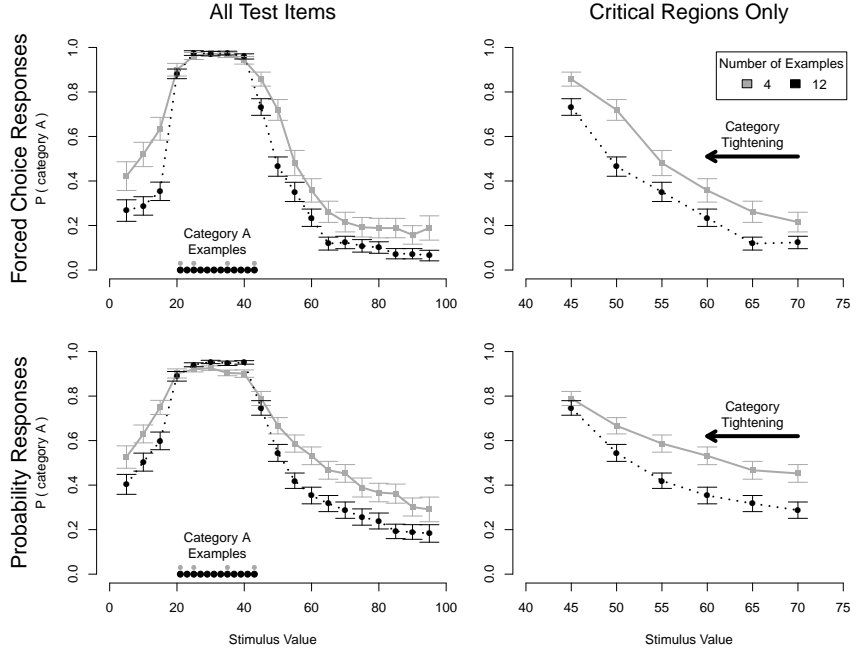 All Test Items
Critical Regions Only
Forced Choice Responses
P ( category A )
0.0 0.2 0.4 0.6 0.8 1.0
Category A
Examples
0 20 40 60 80 100
0.0 0.2 0.4 0.6 0.8 1.0
Number of Examples
4 12
Category
Tightening
40 45 50 55 60 65 70 75
Probability Responses
P ( category A )
0.0 0.2 0.4 0.6 0.8 1.0
Category A
Examples
0 20 40 60 80 100
Stimulus Value
0.0 0.2 0.4 0.6 0.8 1.0
Category
Tightening
40 45 50 55 60 65 70 75
Stimulus Value